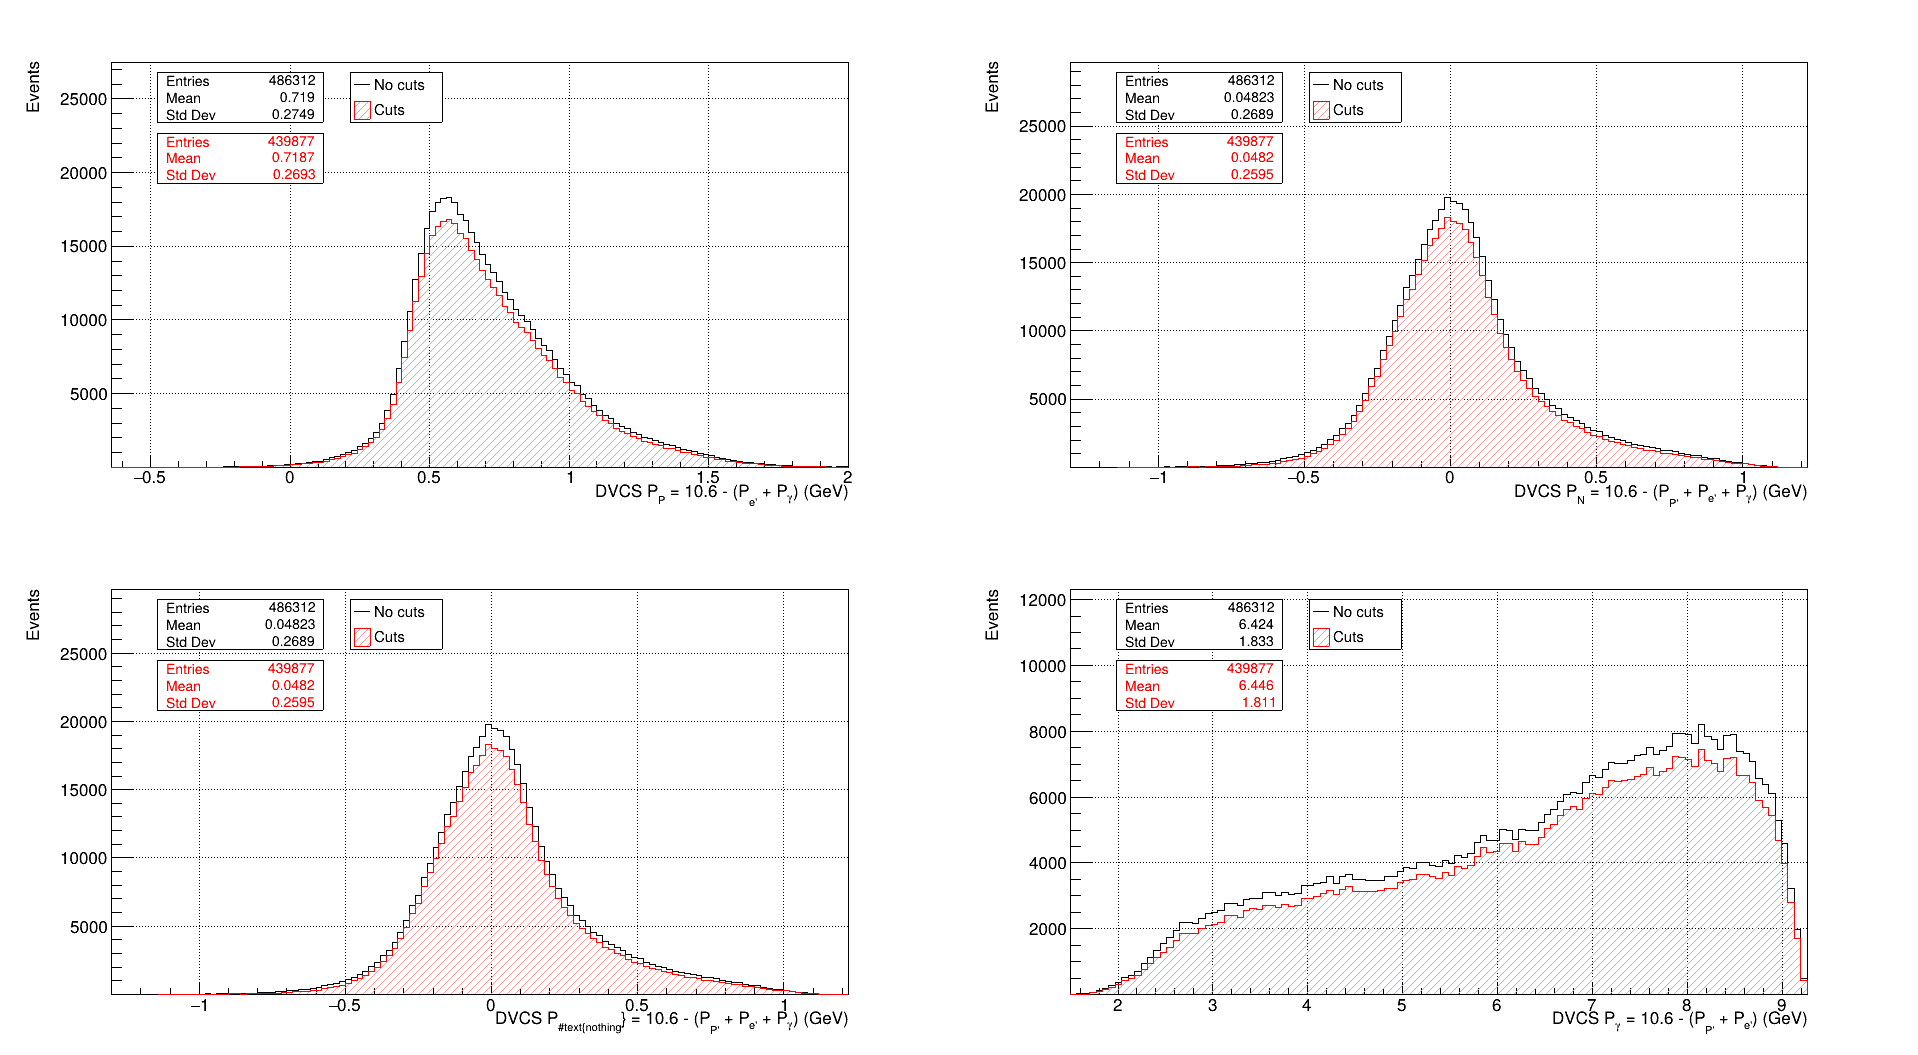 Events
25000
20000
15000
10000
5000
Entries 486312
Mean 0.719
Std Dev 0.2749
Entries 439877
Mean 0.7187
Std Dev 0.2693
No cuts
Cuts
−0.5 0 0.5 1 1.5 2
DVCS P_P = 10.6 - (P_e' + P_γ) (GeV)
Events
25000
20000
15000
10000
5000
Entries 486312
Mean 0.04823
Std Dev 0.2689
Entries 439877
Mean 0.0482
Std Dev 0.2595
No cuts
Cuts
−1 −0.5 0 0.5 1
DVCS P_N = 10.6 - (P_P' + P_e' + P_γ) (GeV)
Events
25000
20000
15000
10000
5000
Entries 486312
Mean 0.04823
Std Dev 0.2689
Entries 439877
Mean 0.0482
Std Dev 0.2595
No cuts
Cuts
−1 −0.5 0 0.5 1
DVCS P_#text{nothing} = 10.6 - (P_P' + P_e' + P_γ) (GeV)
Events
12000
10000
8000
6000
4000
2000
Entries 486312
Mean 6.424
Std Dev 1.833
Entries 439877
Mean 6.446
Std Dev 1.811
No cuts
Cuts
2 3 4 5 6 7 8 9
DVCS P_γ = 10.6 - (P_P' + P_e') (GeV)